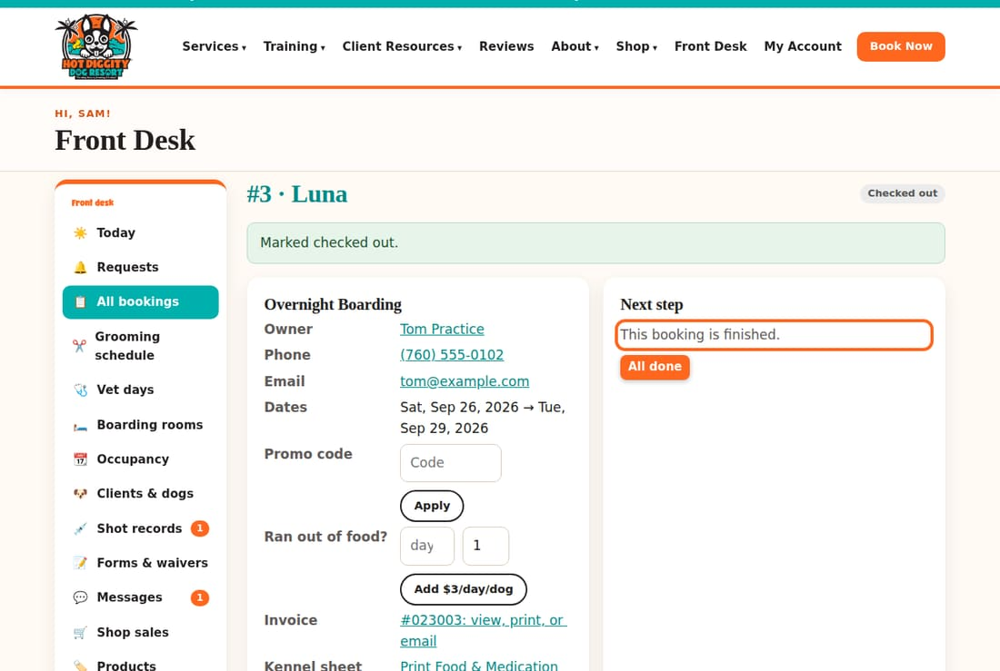 HOT DIGGITY
DOG RESORT
Services ▾
Training ▾
Client Resources ▾
Reviews
About ▾
Shop ▾
Front Desk
My Account
Book Now
HI, SAM!
Front Desk
Front desk
Today
Requests
All bookings
Grooming
schedule
Vet days
Boarding rooms
Occupancy
Clients & dogs
Shot records 1
Forms & waivers
Messages 1
Shop sales
Products
#3 · Luna
Checked out
Marked checked out.
Overnight Boarding
Owner Tom Practice
Phone (760) 555-0102
Email tom@example.com
Dates Sat, Sep 26, 2026 → Tue,
Sep 29, 2026
Promo code Code
Apply
Ran out of food? day 1
Add $3/day/dog
Invoice #023003: view, print, or
email
Kennel sheet Print Food & Medication
Next step
This booking is finished.
All done